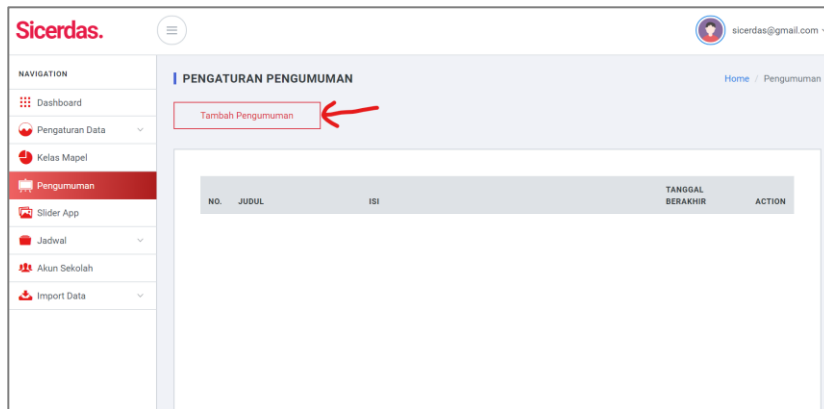 Sicerdas.
sicerdas@gmail.com
NAVIGATION
Dashboard
Pengaturan Data
Kelas Mapel
Pengumuman
Slider App
Jadwal
Akun Sekolah
Import Data
PENGATURAN PENGUMUMAN
Home / Pengumuman
Tambah Pengumuman
NO. JUDUL ISI TANGGAL BERAKHIR ACTION